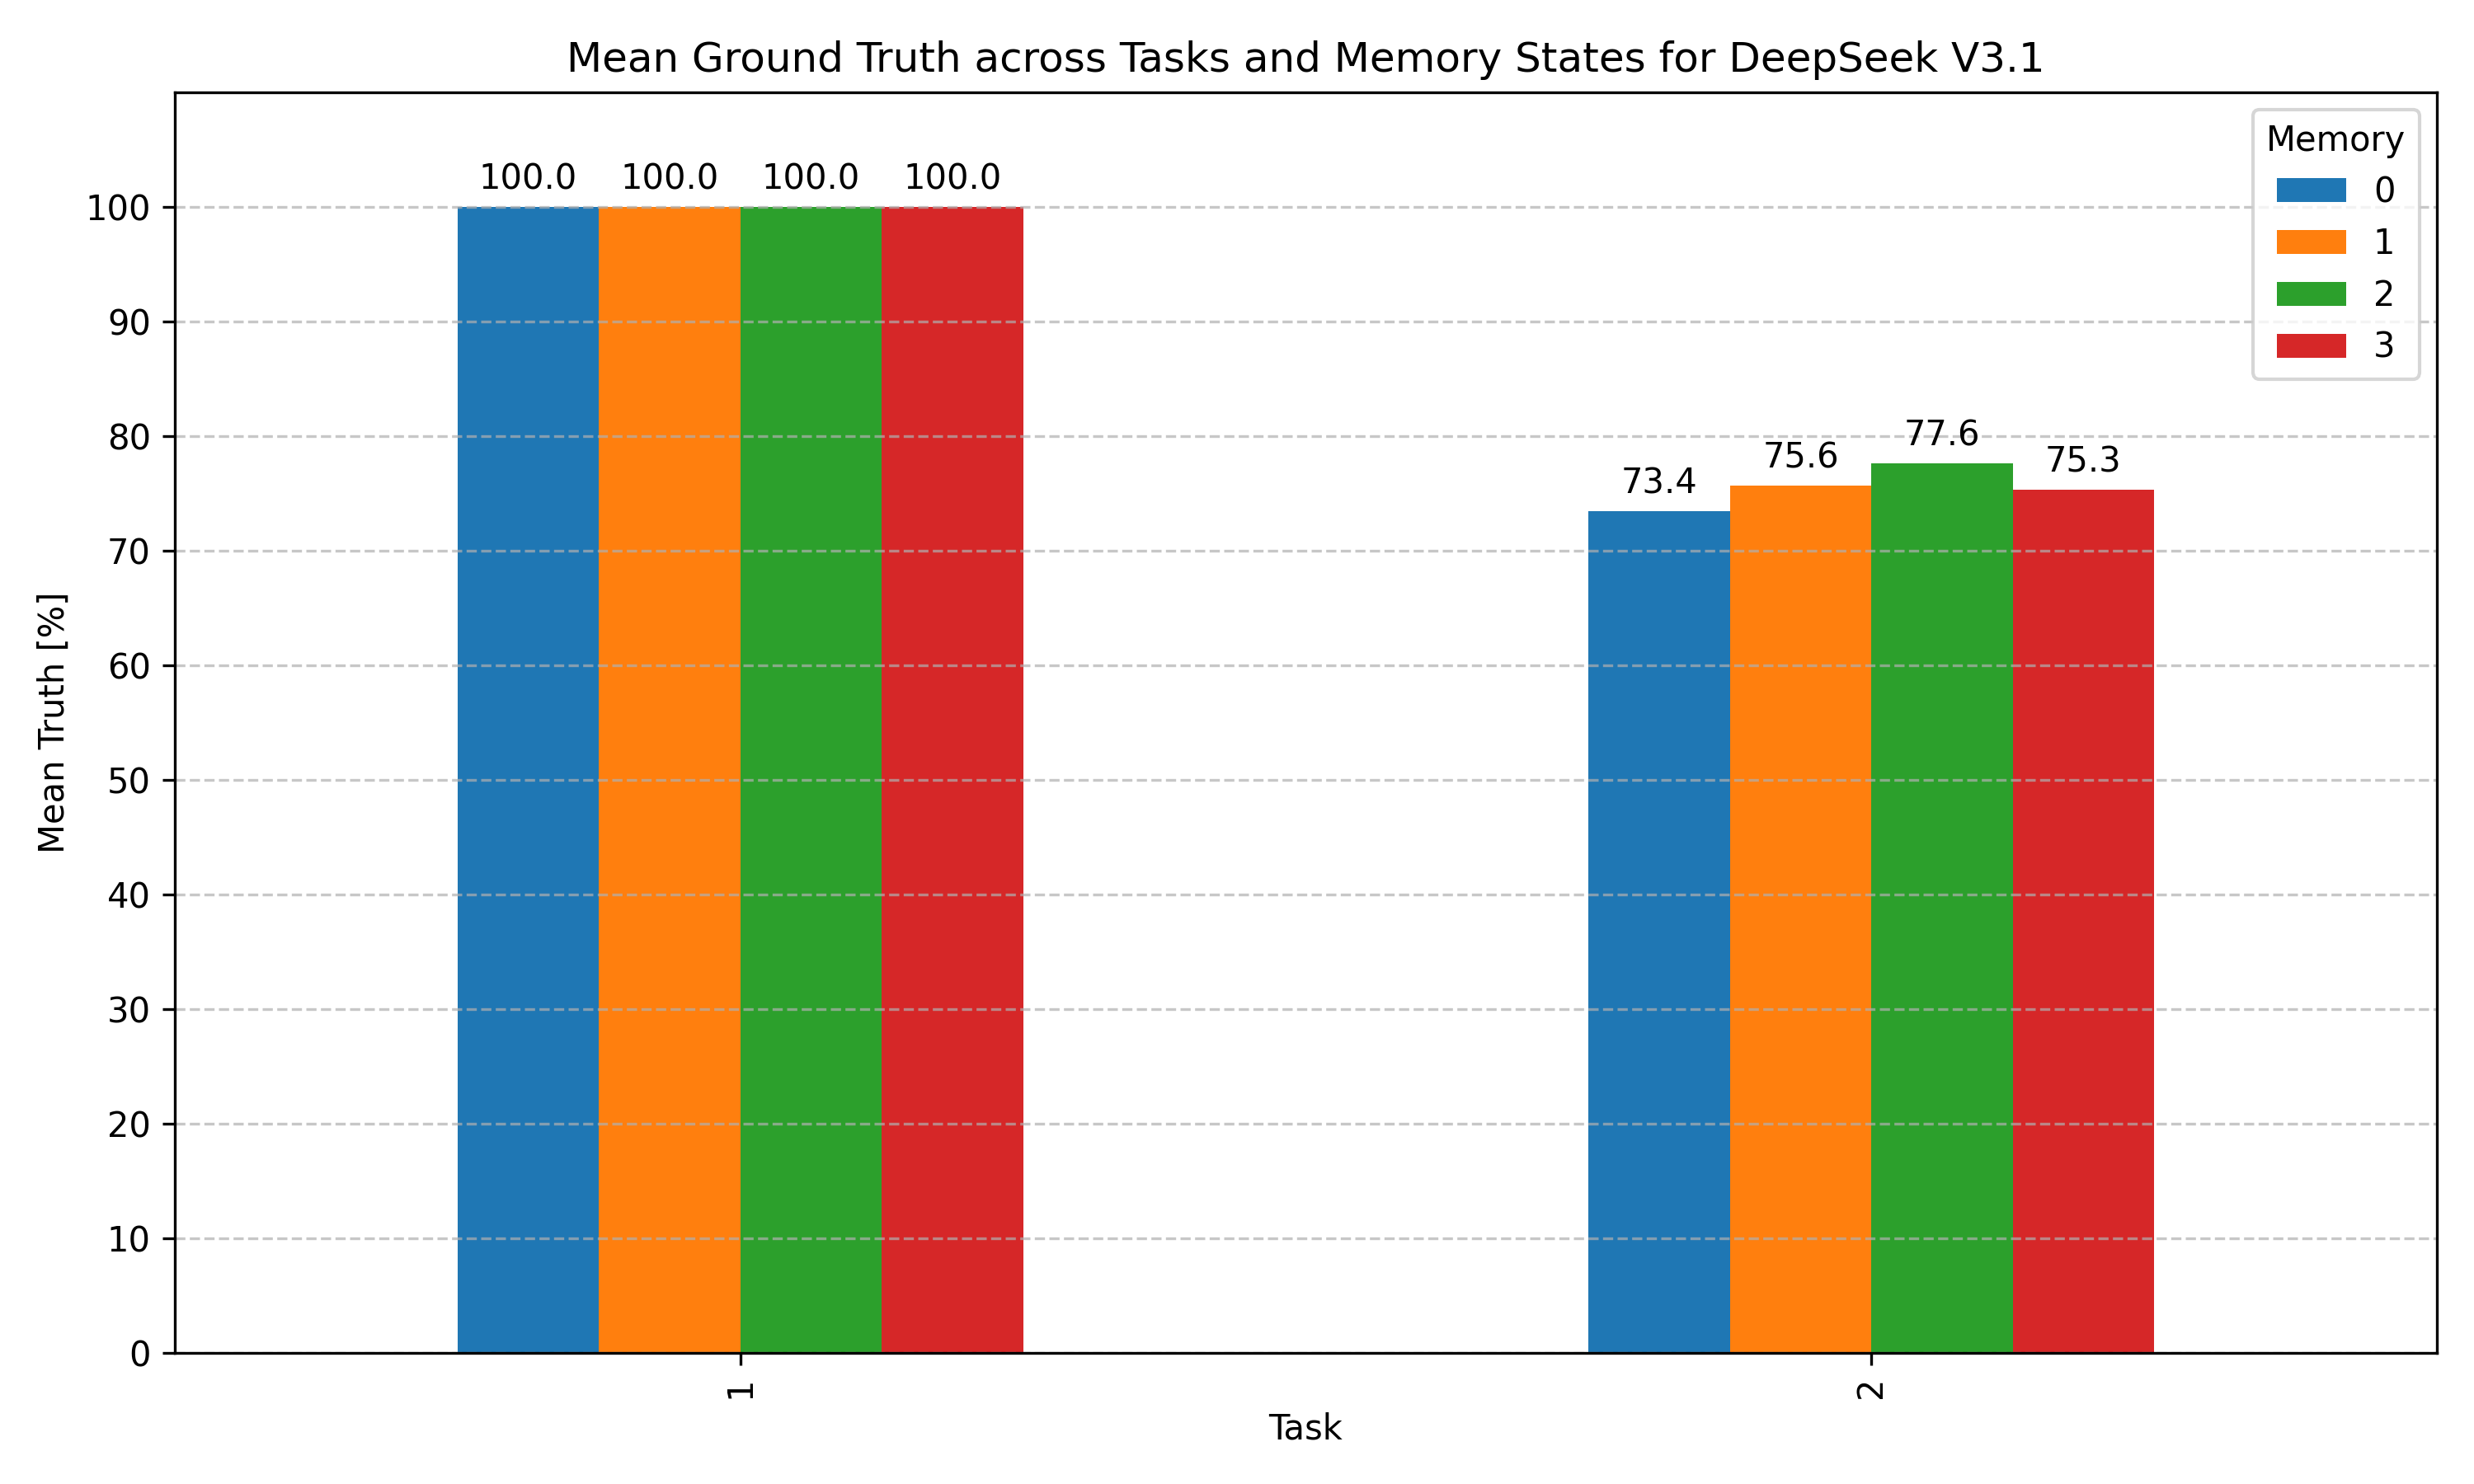 Mean Ground Truth across Tasks and Memory States for DeepSeek V3.1
Memory
0
1
2
3
100.0 100.0 100.0 100.0
73.4 75.6 77.6 75.3
Mean Truth [%]
100
90
80
70
60
50
40
30
20
10
0
1 2
Task